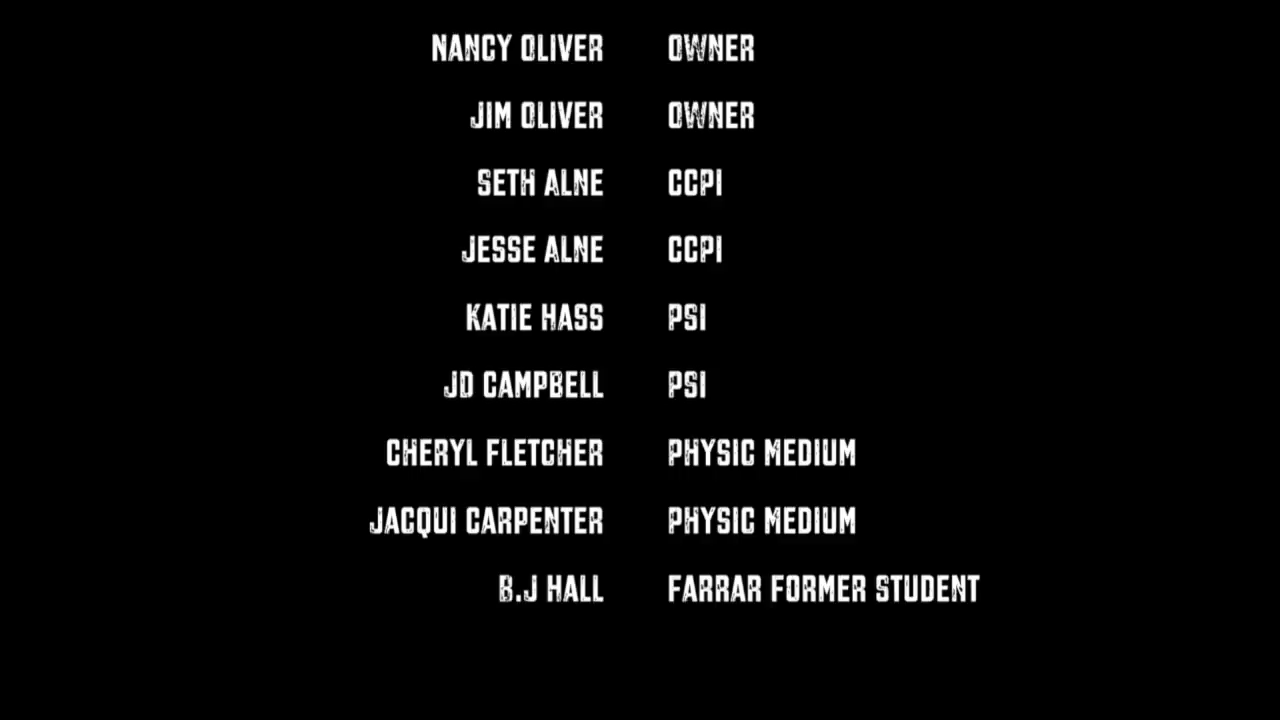 NANCY OLIVER OWNER
JIM OLIVER OWNER
SETH ALNE CCPI
JESSE ALNE CCPI
KATIE HASS PSI
JD CAMPBELL PSI
CHERYL FLETCHER PHYSIC MEDIUM
JACQUI CARPENTER PHYSIC MEDIUM
B.J HALL FARRAR FORMER STUDENT